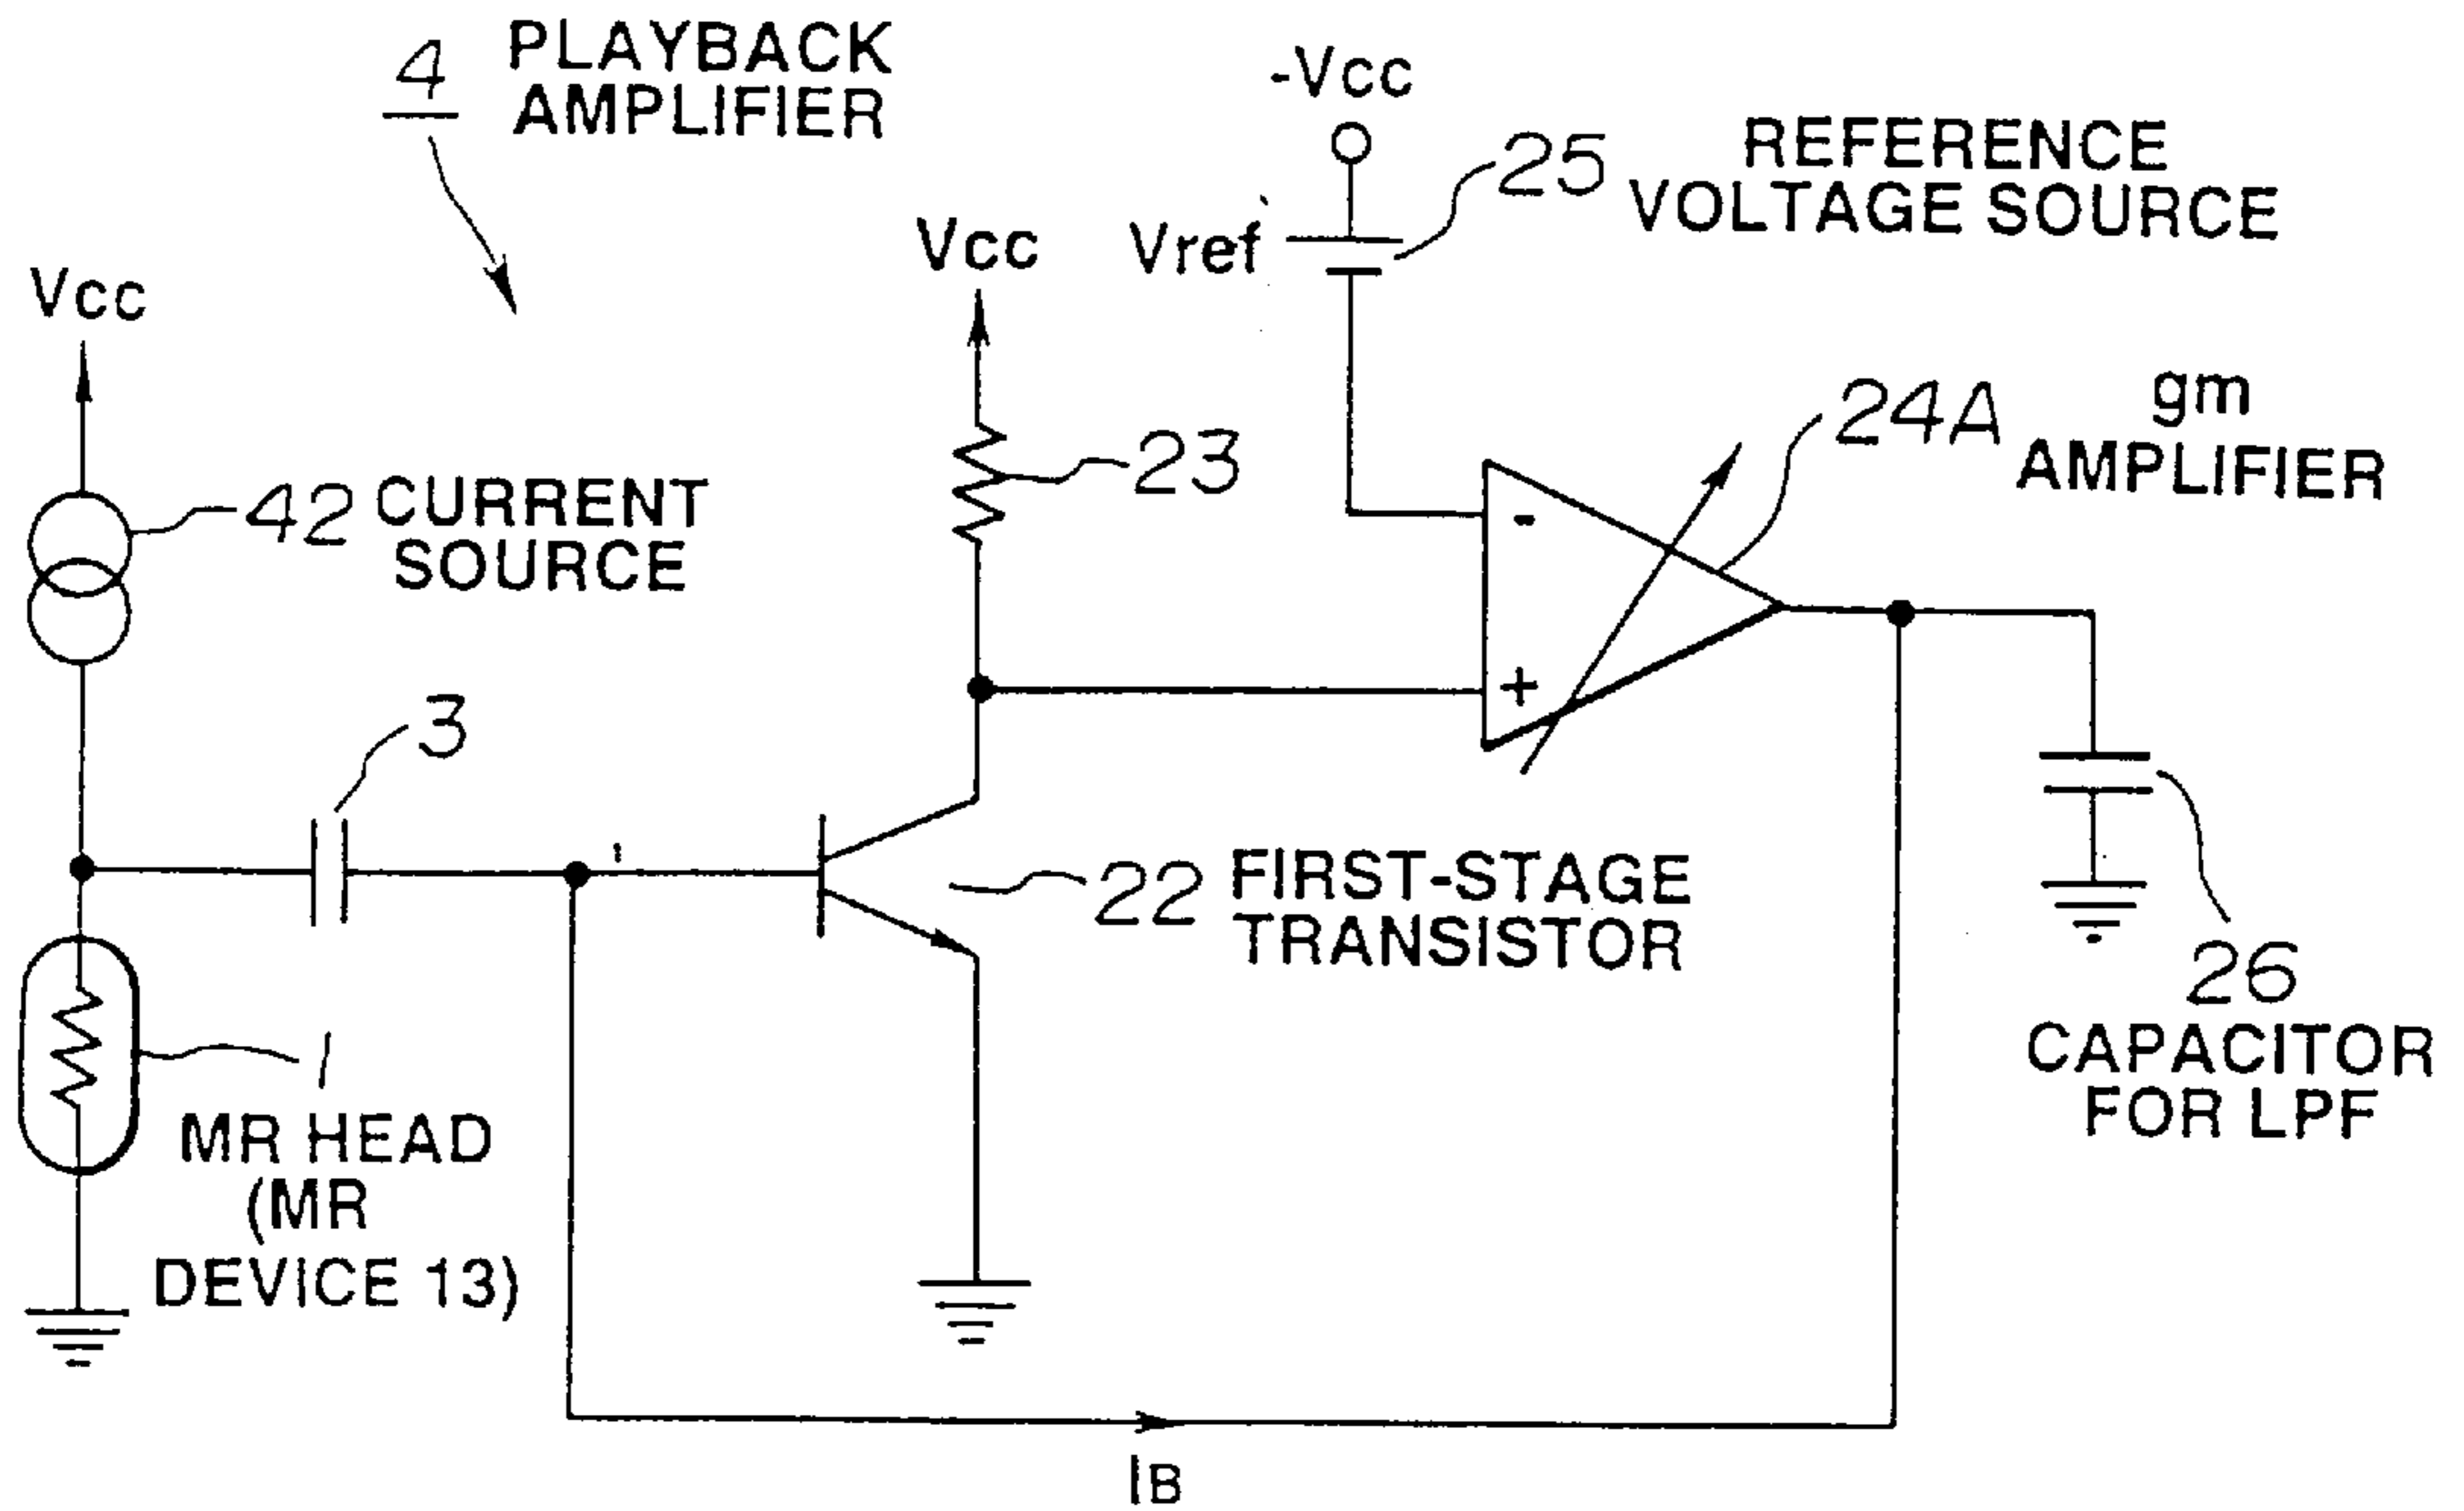 4 PLAYBACK
AMPLIFIER
-Vcc
25 REFERENCE
VOLTAGE SOURCE
Vcc
Vref
Vcc
24A gm
AMPLIFIER
23
42 CURRENT
SOURCE
-
+
3
22 FIRST-STAGE
TRANSISTOR
26
CAPACITOR
FOR LPF
1
MR HEAD
(MR
DEVICE 13)
IB